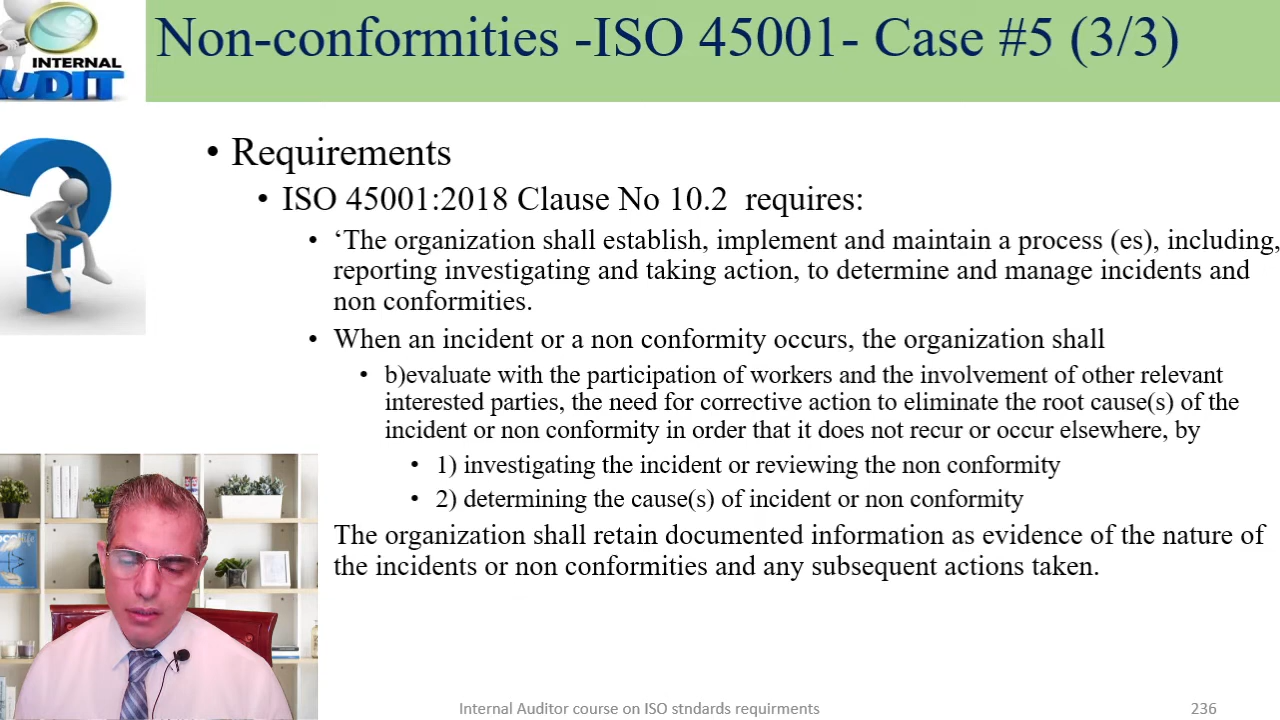 Non-conformities -ISO 45001- Case #5 (3/3)
INTERNAL
AUDIT
• Requirements
• ISO 45001:2018 Clause No 10.2 requires:
• ‘The organization shall establish, implement and maintain a process (es), including,
reporting investigating and taking action, to determine and manage incidents and
non conformities.
• When an incident or a non conformity occurs, the organization shall
• b)evaluate with the participation of workers and the involvement of other relevant
interested parties, the need for corrective action to eliminate the root cause(s) of the
incident or non conformity in order that it does not recur or occur elsewhere, by
• 1) investigating the incident or reviewing the non conformity
• 2) determining the cause(s) of incident or non conformity
The organization shall retain documented information as evidence of the nature of
the incidents or non conformities and any subsequent actions taken.
Internal Auditor course on ISO stndards requirments
236